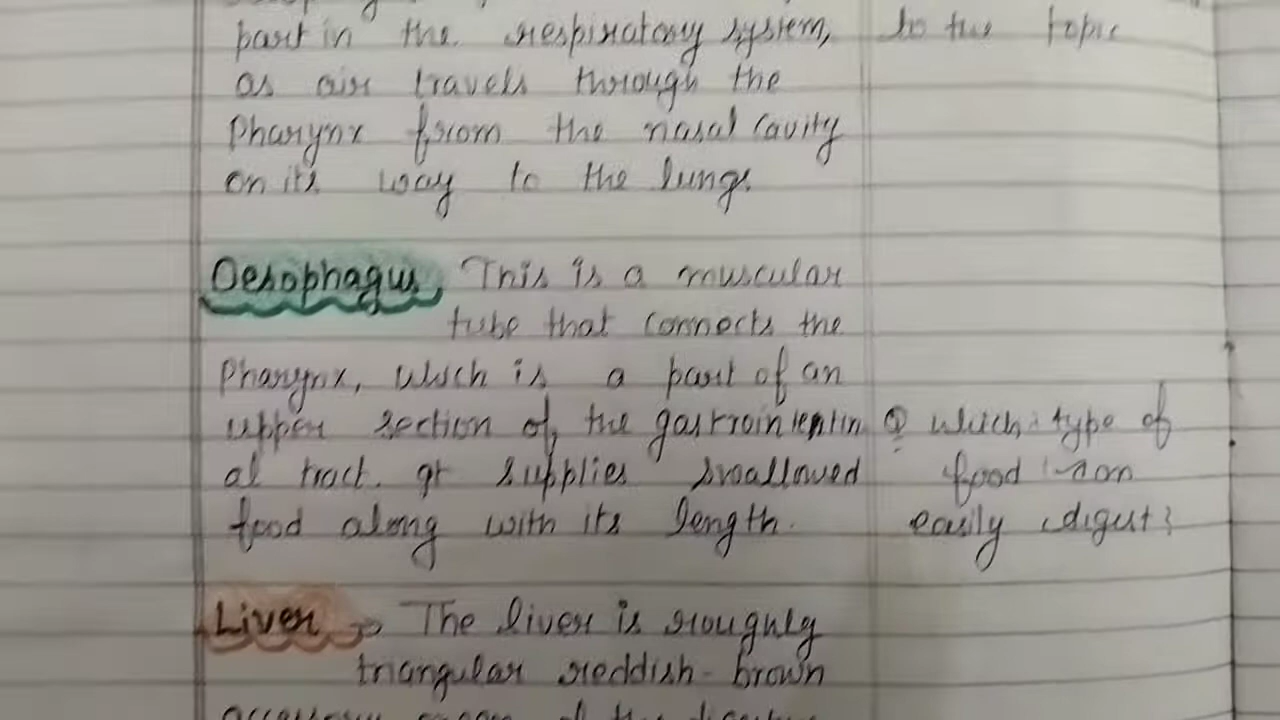 part in the respiratory system,
as air travels through the
Pharynx from the nasal cavity
on its way to the lungs.
Oesophagus, This is a muscular
tube that connects the
Pharynx, which is a part of an
upper section of, the gastrointestin
al tract. It supplies swallowed
food along with its length.
Liver → The liver is roughly
triangular reddish-brown
to the topic
Q which type of
food
easily digest?